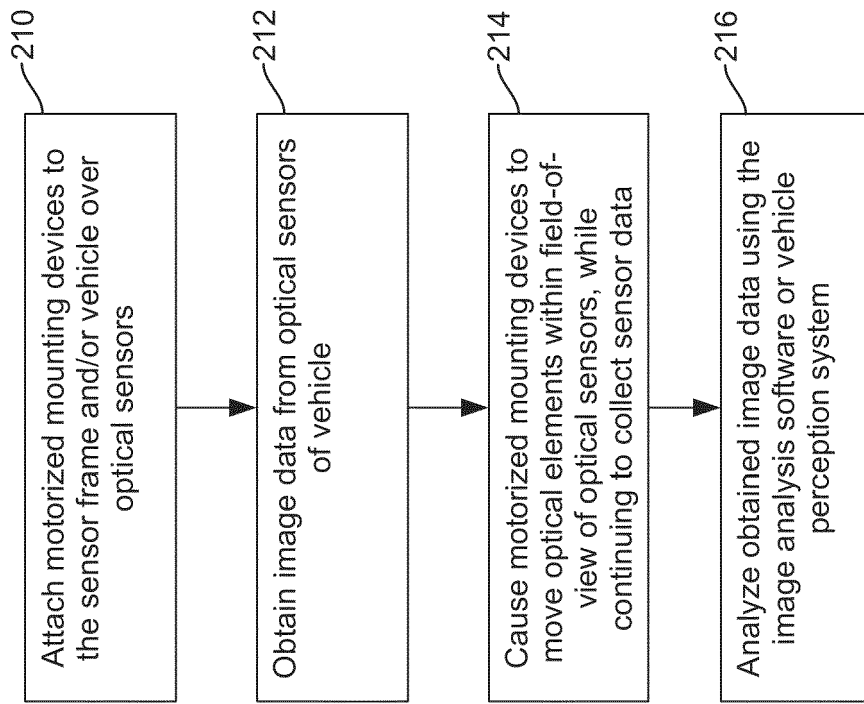 210
Attach motorized mounting devices to
the sensor frame and/or vehicle over
optical sensors
212
Obtain image data from optical sensors
of vehicle
214
Cause motorized mounting devices to
move optical elements within field-of-
view of optical sensors, while
continuing to collect sensor data
216
Analyze obtained image data using the
image analysis software or vehicle
perception system